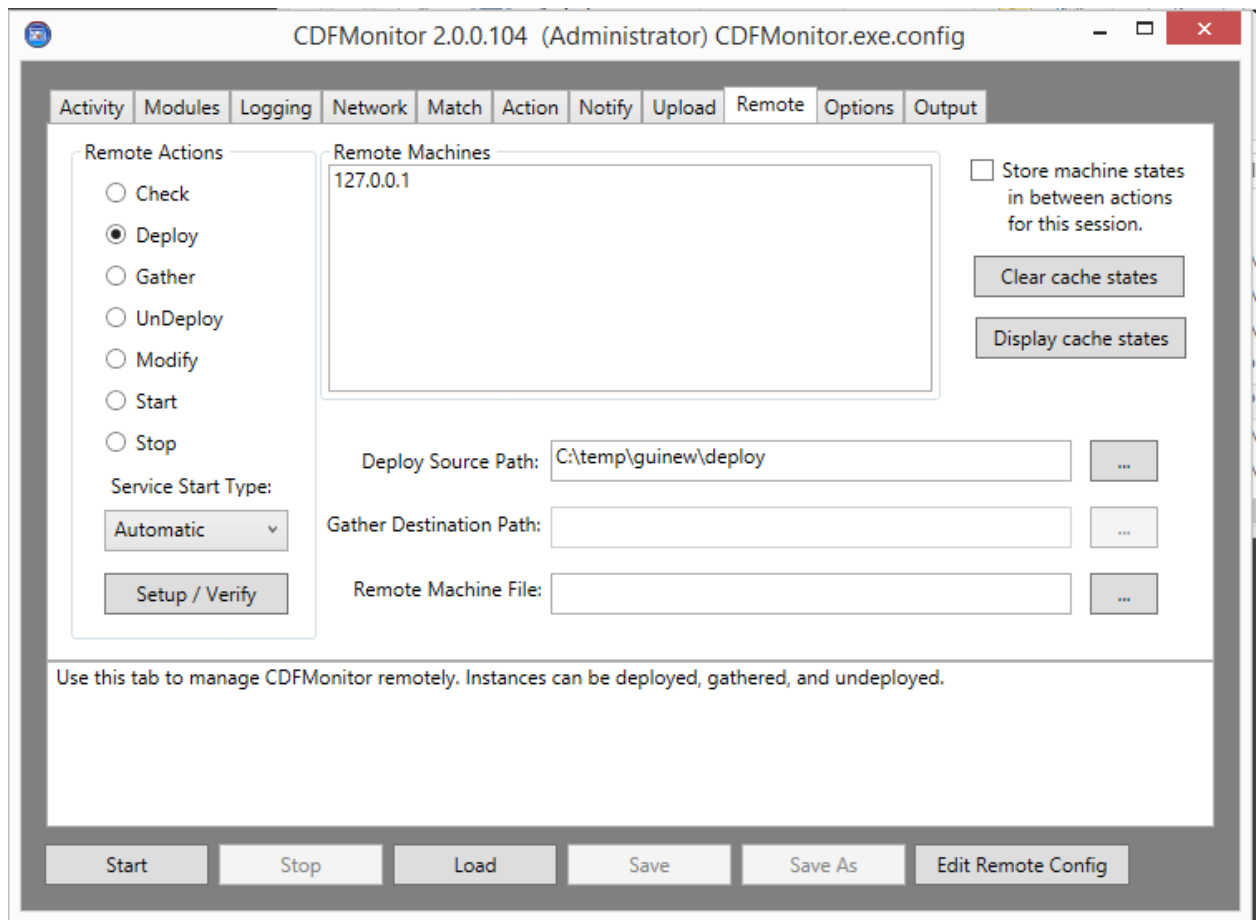 CDFMonitor 2.0.0.104 (Administrator) CDFMonitor.exe.config
Activity Modules Logging Network Match Action Notify Upload Remote Options Output
Remote Actions
Check
Deploy
Gather
UnDeploy
Modify
Start
Stop
Service Start Type:
Automatic
Setup / Verify
Remote Machines
127.0.0.1
Store machine states
in between actions
for this session.
Clear cache states
Display cache states
Deploy Source Path: C:\temp\guinew\deploy ...
Gather Destination Path: ...
Remote Machine File: ...
Use this tab to manage CDFMonitor remotely. Instances can be deployed, gathered, and undeployed.
Start Stop Load Save Save As Edit Remote Config